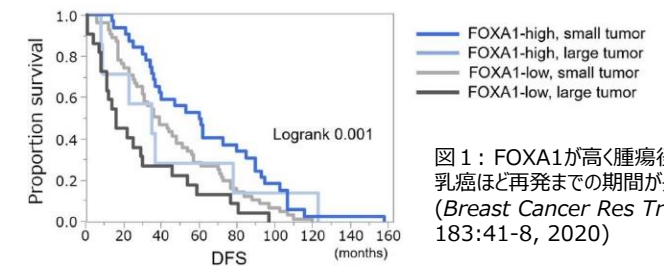 1.0
0.8
0.6
0.4
0.2
0.0
Proportion survival
0 20 40 60 80 100 120 140 160
(months)
DFS
Logrank 0.001
FOXA1-high, small tumor
FOXA1-high, large tumor
FOXA1-low, small tumor
FOXA1-low, large tumor
図1: FOXA1が高く腫瘍
乳癌ほど再発までの期間が
(Breast Cancer Res Tr
183:41-8, 2020)